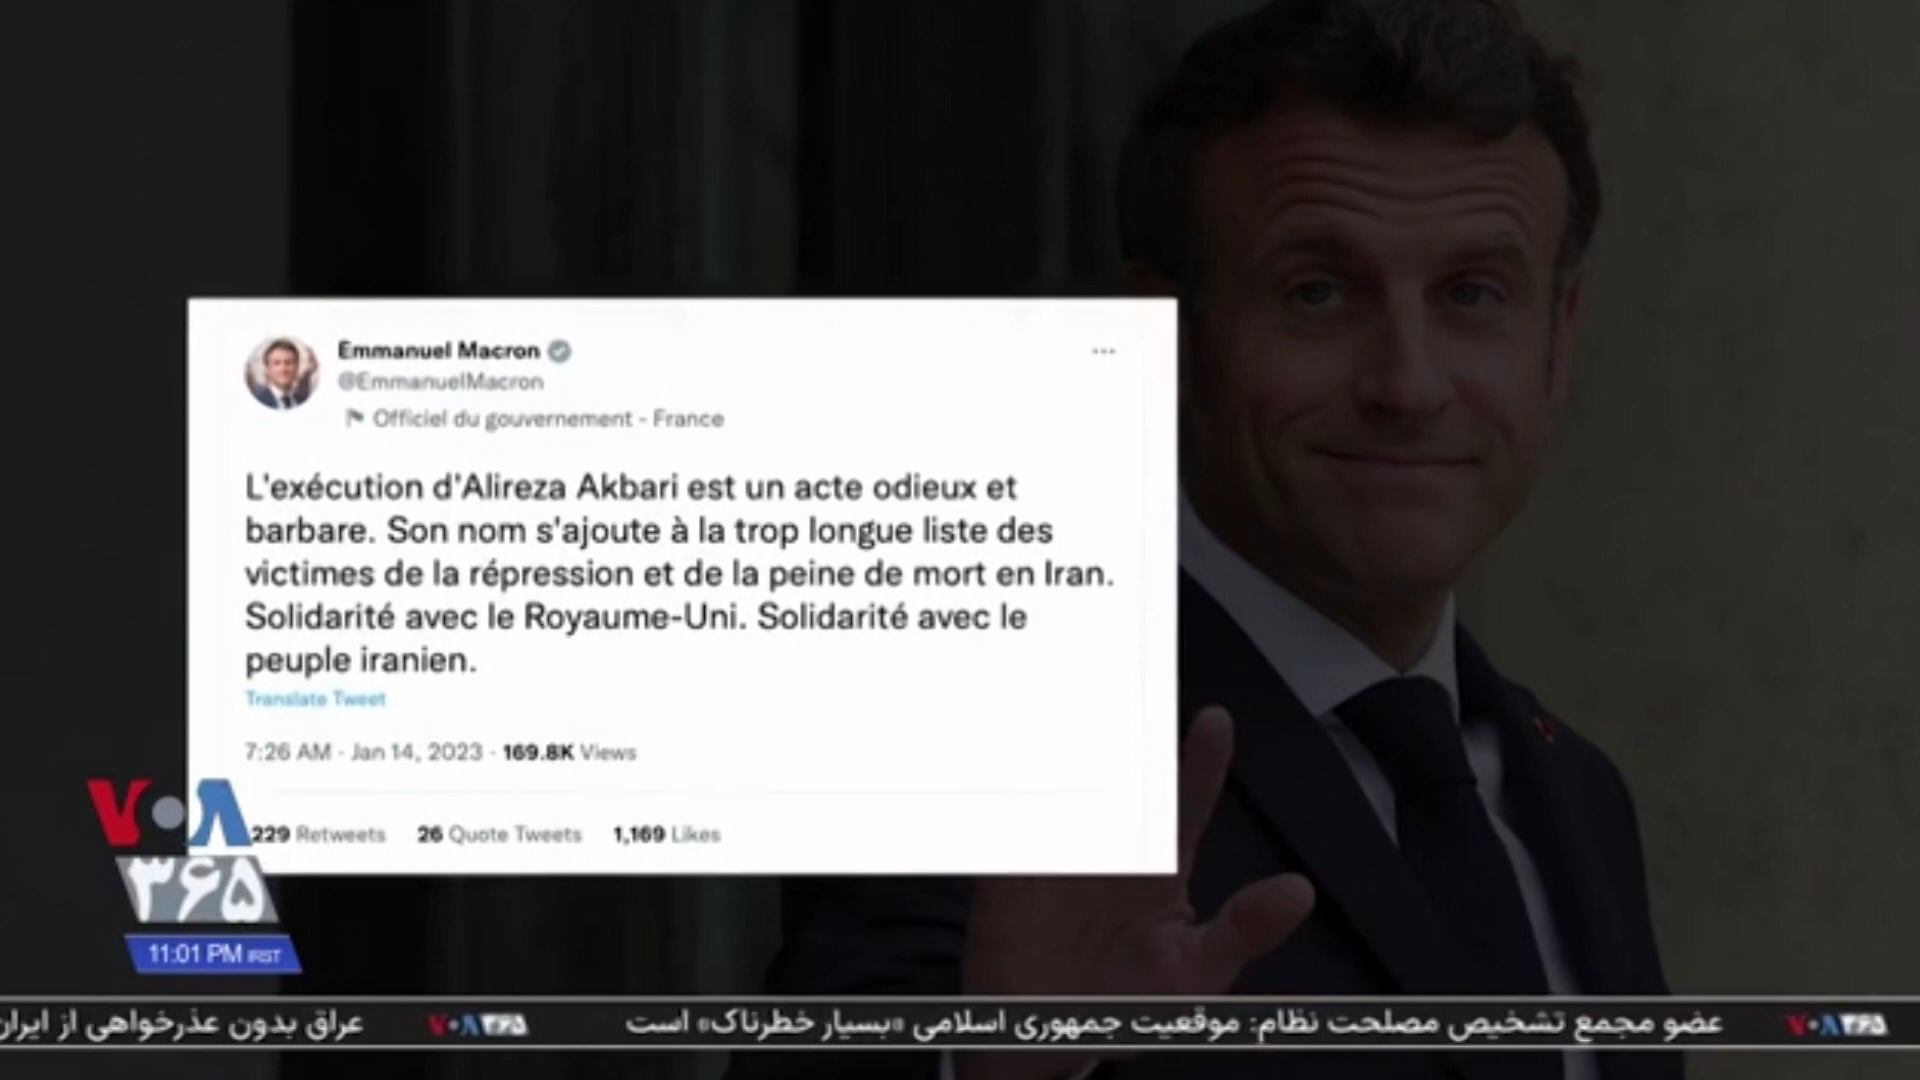 Emmanuel Macron
@EmmanuelMacron
Officiel du gouvernement - France
L'exécution d'Alireza Akbari est un acte odieux et
barbare. Son nom s'ajoute à la trop longue liste des
victimes de la répression et de la peine de mort en Iran.
Solidarité avec le Royaume-Uni. Solidarité avec le
peuple iranien.
Translate Tweet
7:26 AM · Jan 14, 2023 · 169.8K Views
229 Retweets 26 Quote Tweets 1,169 Likes
VOA
۳۶۵
11:01 PM IRST
VOA۳۶۵ عضو مجمع تشخیص مصلحت نظام: موقعیت جمهوری اسلامی «بسیار خطرناک» است VOA۳۶۵ عراق بدون عذرخواهی از ایران